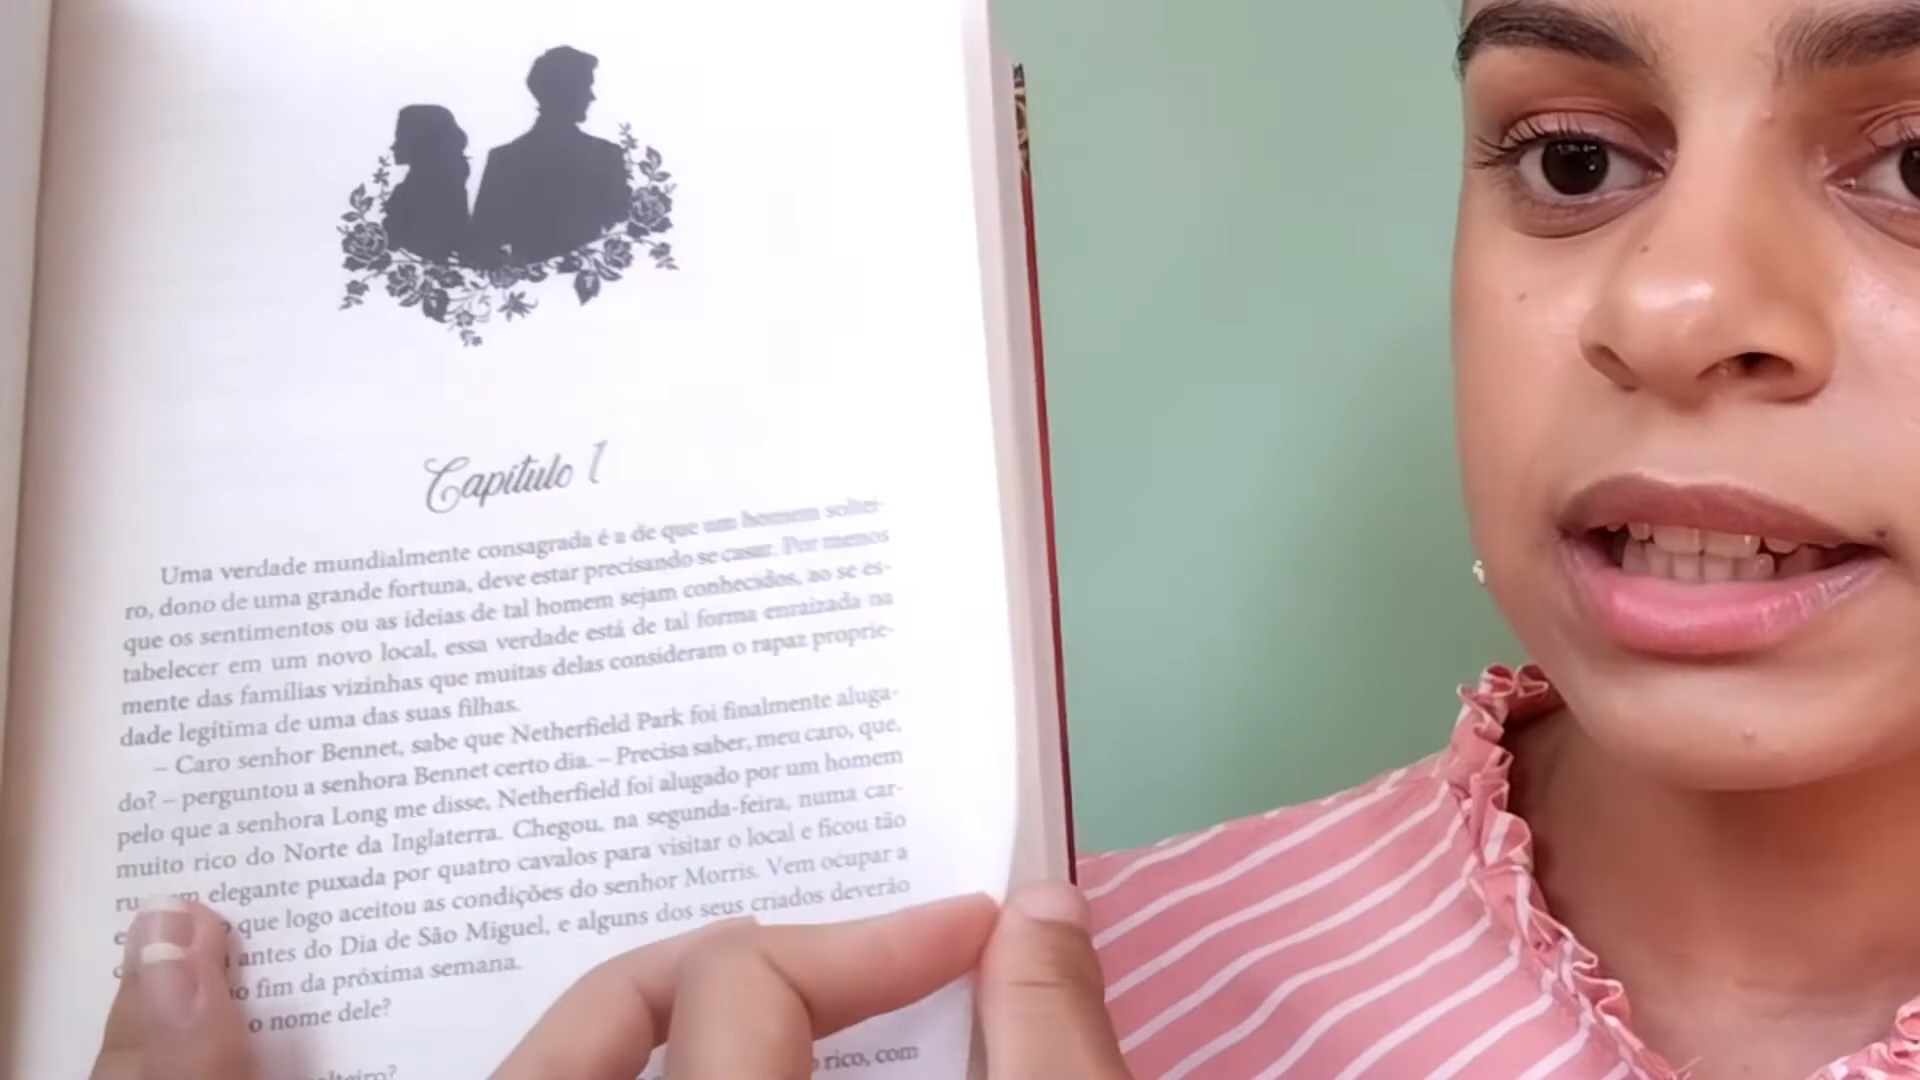 Capítulo 1
Uma verdade mundialmente consagrada é a de que um homem soltei-
ro, dono de uma grande fortuna, deve estar precisando se casar. Por menos
que os sentimentos ou as ideias de tal homem sejam conhecidos, ao se es-
tabelecer em um novo local, essa verdade está de tal forma enraizada na
mente das famílias vizinhas que muitas delas consideram o rapaz proprie-
dade legítima de uma das suas filhas.
– Caro senhor Bennet, sabe que Netherfield Park foi finalmente aluga-
do? – perguntou a senhora Bennet certo dia. – Precisa saber, meu caro, que,
pelo que a senhora Long me disse, Netherfield foi alugado por um homem
muito rico do Norte da Inglaterra. Chegou, na segunda-feira, numa car-
ru elegante puxada por quatro cavalos para visitar o local e ficou tão
que logo aceitou as condições do senhor Morris. Vem ocupar a
antes do Dia de São Miguel, e alguns dos seus criados deverão
fim da próxima semana.
o nome dele?
rico, com